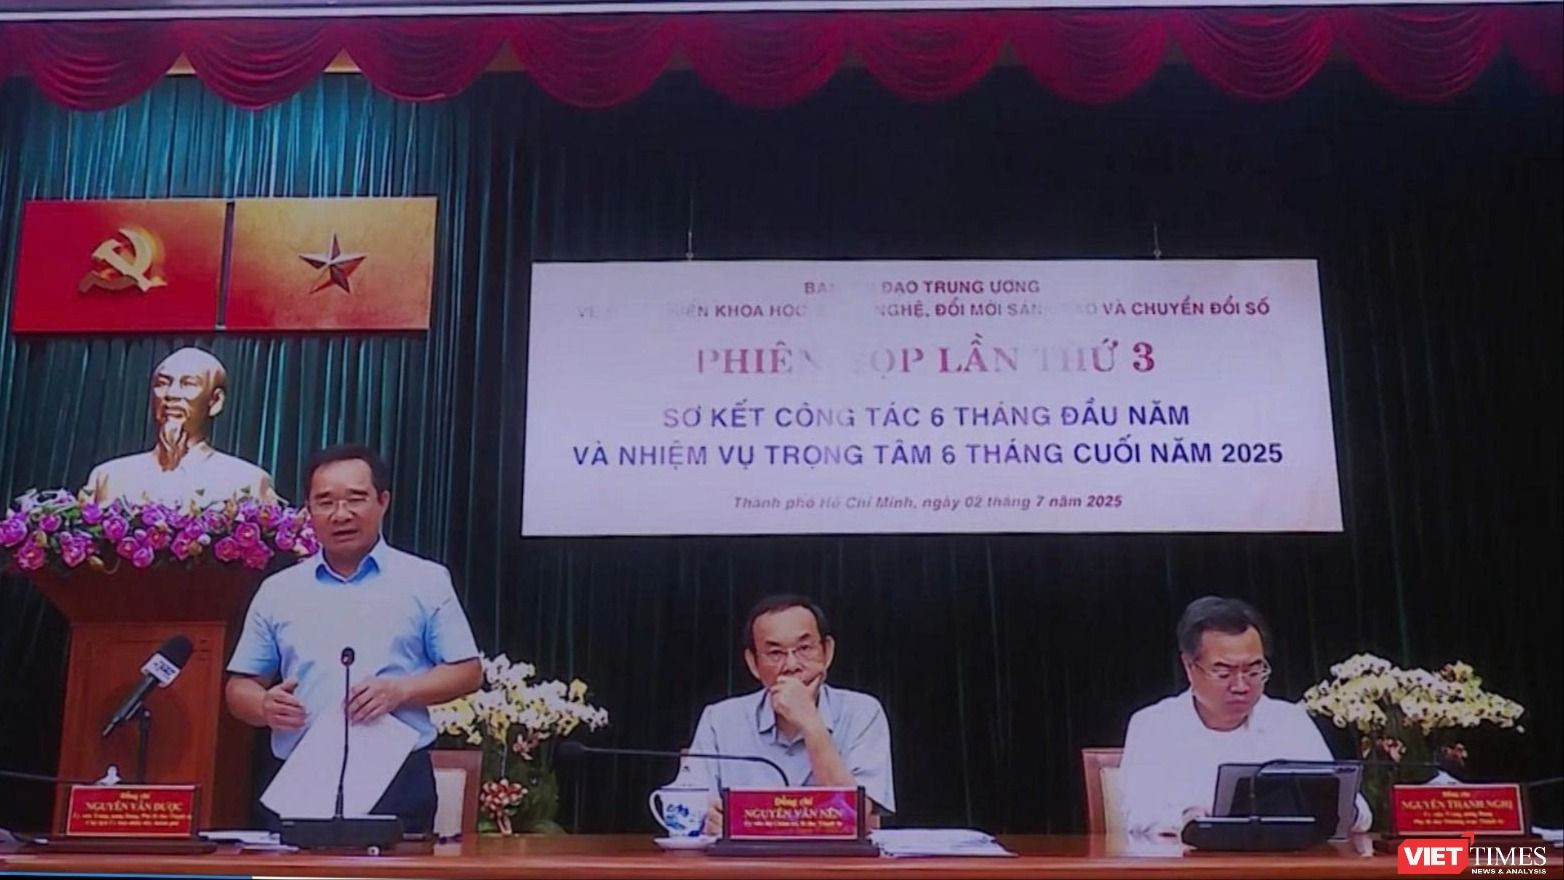 ĐẠO TRUNG ƯƠNG
KHOA HỌC NGHỆ, ĐỔI MỚI SÁNG TẠO VÀ CHUYỂN ĐỔI SỐ
PHIÊN HỌP LẦN THỨ 3
SƠ KẾT CÔNG TÁC 6 THÁNG ĐẦU NĂM
VÀ NHIỆM VỤ TRỌNG TÂM 6 THÁNG CUỐI NĂM 2025
Thành phố Hồ Chí Minh, ngày 02 tháng 7 năm 2025
Đồng chí
NGUYỄN VĂN ĐƯỢC
Đồng chí
NGUYỄN VĂN NÊN
Đồng chí
NGUYỄN THANH NGHỊ
VIETTIMES
NEWS & ANALYSIS